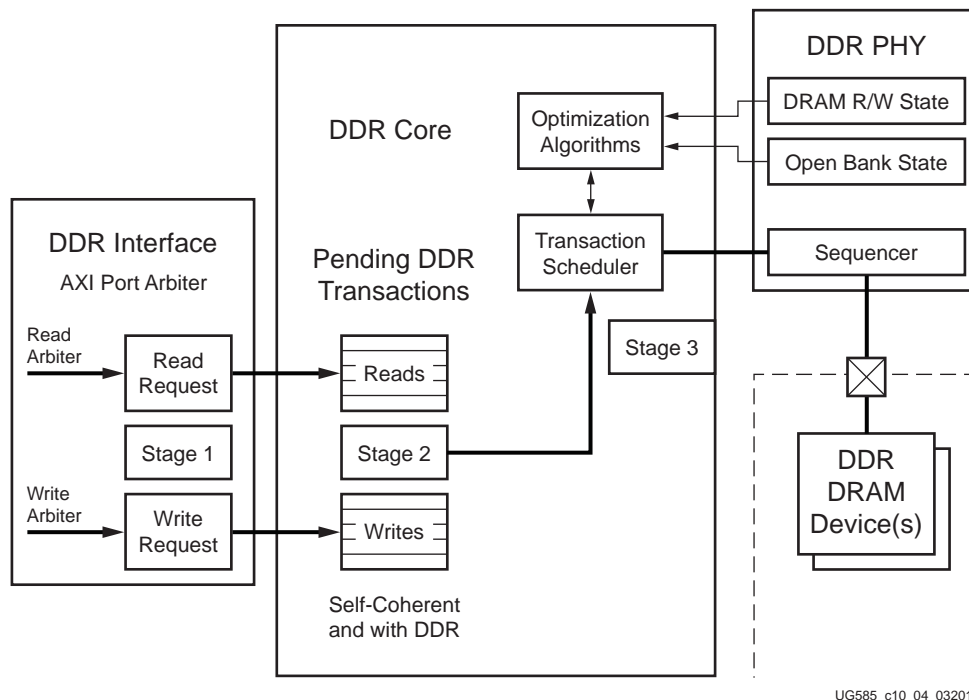 DDR PHY
DRAM R/W State
Open Bank State
Sequencer
DDR Core
Optimization
Algorithms
Transaction
Scheduler
Pending DDR
Transactions
Stage 3
DDR Interface
AXI Port Arbiter
Read
Arbiter
Read
Request
Reads
Stage 1
Stage 2
Write
Arbiter
Write
Request
Writes
Self-Coherent
and with DDR
DDR
DRAM
Device(s)
UG585_c10_04_03201